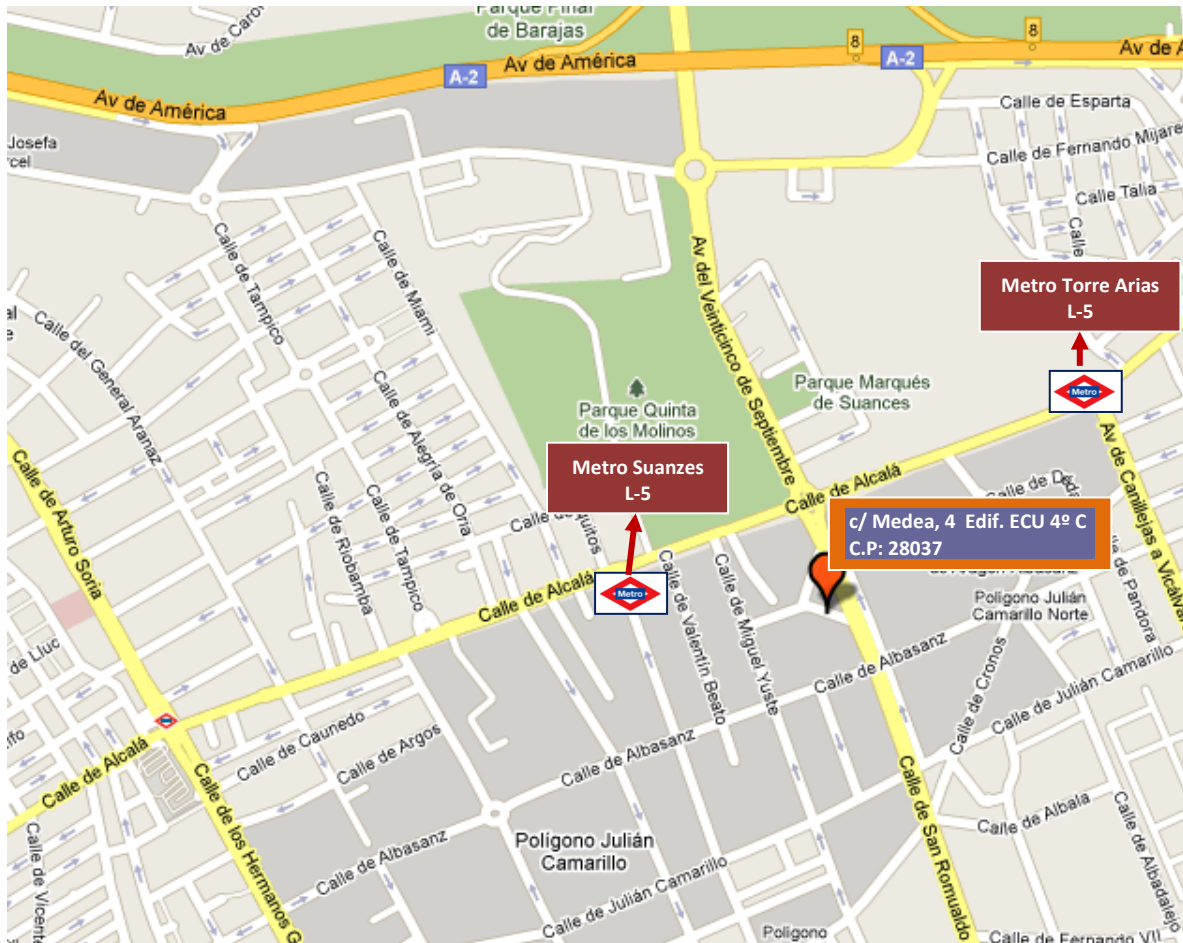 Parque Pinar
de Barajas
Av de
Av de América
A-2
Av de América
8
A-2
8
Av de A
Josefa
Calle de Esparta
Calle de Fernando Mijare
Calle Talia
Calle
Calle de Tampico
Calle de Miami
Av del Veinticinco de Septiembre
Metro Torre Arias
L-5
Metro
Calle del General Aranaz
Parque Quinta
de los Molinos
Parque Marqués
de Suances
Calle de Alegría de Oria
Calle de Arturo Soria
Calle de Riobamba
Calle de Tampico
Metro Suanzes
L-5
Metro
Calle de
Calle de Alcalá
Calle de
Av de Canillejas a Vicálva
c/ Medea, 4 Edif. ECU 4º C
C.P: 28037
Calle de Alcalá
Calle de Valentín Beato
Calle de Miguel Yuste
Polígono Julián
Camarillo Norte
de Pandora
de Lluc
Calle de Albasanz
Calle de Cronos
Calle de Julián Camarillo
Calle de Alcalá
Calle de Caunedo
Calle de Argos
Calle de Albasanz
Calle de los Hermanos G
Calle de San Romualdo
Calle de Albala
Calle de Albadalejo
Calle de Vicente
Calle de Albasanz
Polígono Julián
Camarillo
Calle de Julián Camarillo
Polígono
Calle de Fernando VII